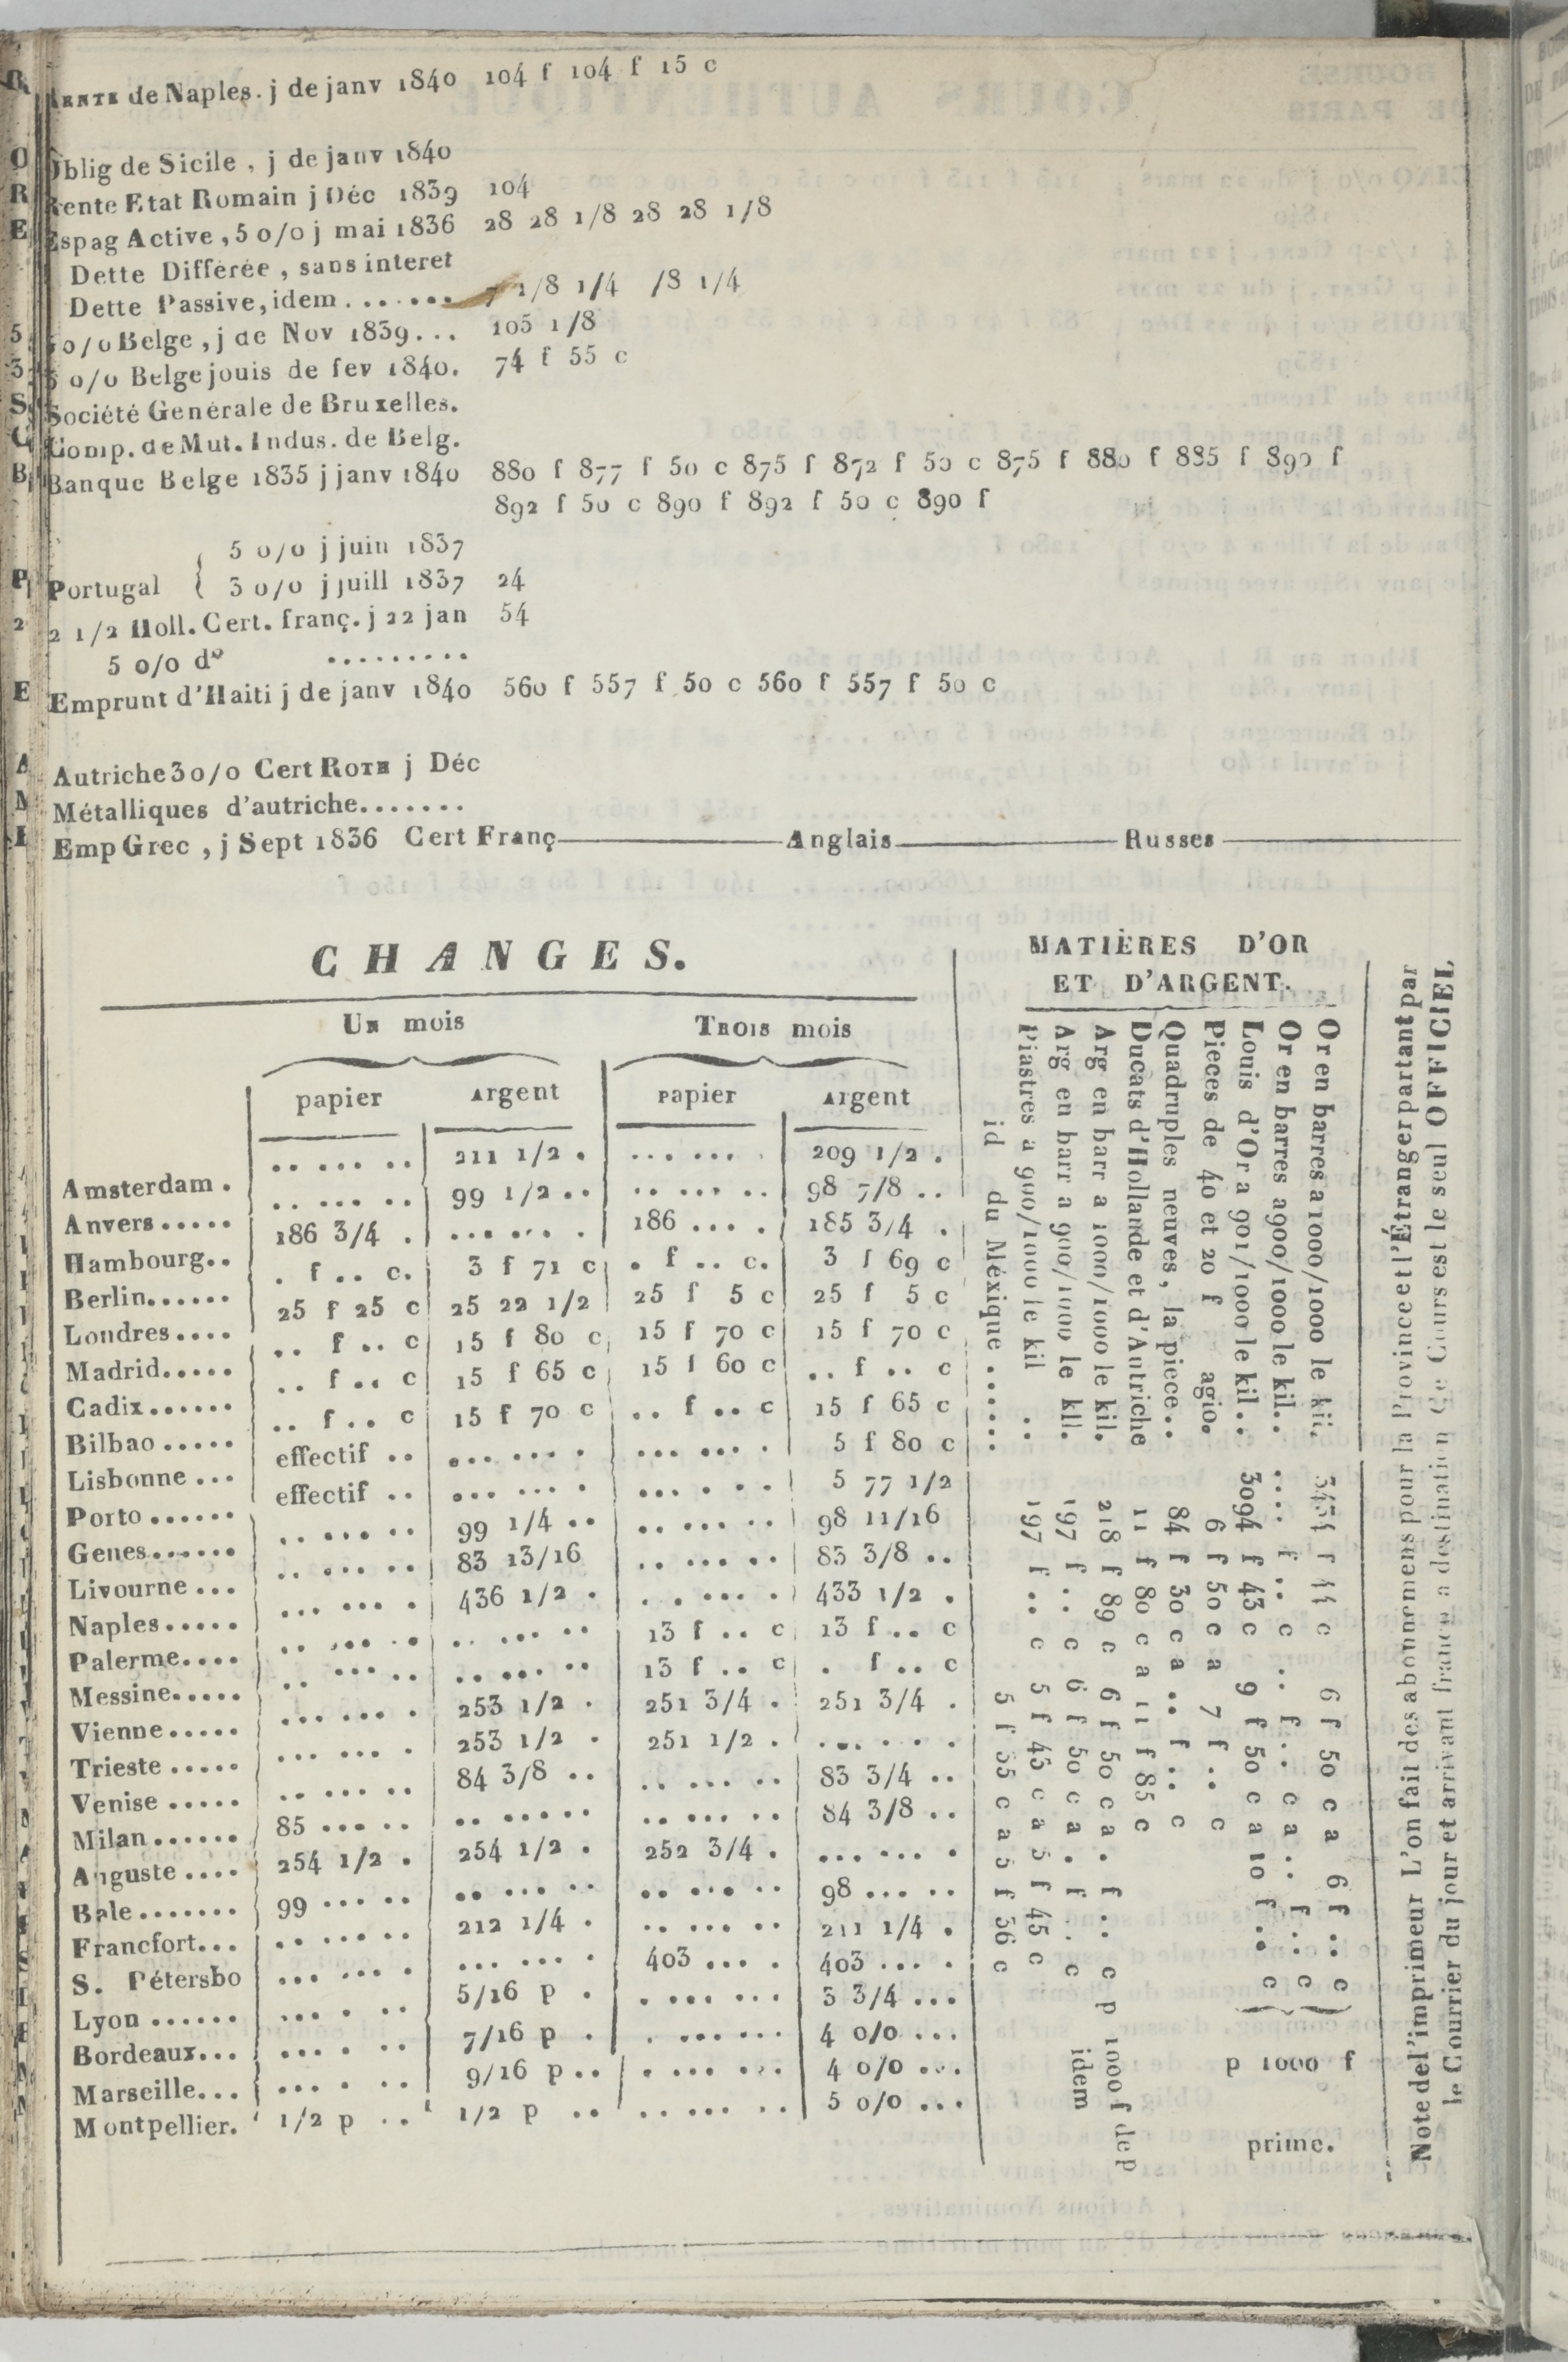 RENTE de Naples. j de janv 1840 104 f 104 f 15 c
Oblig de Sicile, j de janv 1840
Rente Etat Romain j Déc 1839 104
Espag Active, 5 o/o j mai 1836 28 28 1/8 28 28 1/8
Dette Différée, sans interet
Dette Passive, idem....... 7 1/8 1/4 /8 1/4
5 o/o Belge, j de Nov 1839... 105 1/8
3 o/o Belge jouis de fev 1840. 74 f 55 c
Société Genérale de Bruxelles.
Comp. de Mut. Indus. de Belg.
Banque Belge 1835 j janv 1840 880 f 877 f 50 c 875 f 872 f 50 c 875 f 880 f 885 f 890 f
892 f 50 c 890 f 892 f 50 c 890 f
5 o/o j juin 1837
Portugal { 3 o/o j juill 1837 24
2 1/2 Holl. Cert. franç. j 22 jan 54
5 o/o do .........
Emprunt d'Haiti j de janv 1840 560 f 557 f 50 c 560 f 557 f 50 c
Autriche 3 o/o Cert ROTH j Déc
Métalliques d'autriche.......
Emp Grec, j Sept 1836 Cert Franç — Anglais — Russes —
CHANGES.
UN mois TROIS mois
papier Argent papier Argent
Amsterdam . .. ... .. 211 1/2 . ... ... . 209 1/2 .
Anvers..... .. ... .. 99 1/2 .. .. ... .. 98 7/8 ..
Hambourg.. 186 3/4 . ... ... . 186 ... . 185 3/4 .
Berlin...... . f .. c. 3 f 71 c . f .. c. 3 f 69 c
Londres.... 25 f 25 c 25 22 1/2 25 f 5 c 25 f 5 c
Madrid..... .. f .. c 15 f 80 c 15 f 70 c 15 f 70 c
Cadix...... .. f .. c 15 f 65 c 15 f 60 c .. f .. c
Bilbao ..... .. f .. c 15 f 70 c .. f .. c 15 f 65 c
Lisbonne ... effectif .. ... ... . ... ... . 5 f 80 c
Porto ...... effectif .. ... ... . ... . . . 5 77 1/2
Genes...... .. ... .. 99 1/4 .. .. ... .. 98 11/16
Livourne ... .. ... .. 83 13/16 .. ... .. 83 3/8 ..
Naples..... ... ... . 436 1/2 . . . ... . 433 1/2 .
Palerme.... .. ... .. .. ... .. 13 f .. c 13 f .. c
Messine..... .. ... .. .. ... .. 13 f .. c . f .. c
Vienne..... ... ... . 253 1/2 . 251 3/4 . 251 3/4 .
Trieste ..... ... ... . 253 1/2 . 251 1/2 . ... . . .
Venise ..... .. ... .. 84 3/8 .. .. ... .. 83 3/4 ..
Milan...... 85 ... .. .. ... .. .. ... .. 84 3/8 ..
Auguste .... 254 1/2 . 254 1/2 . 252 3/4 . ... ... .
Bale....... 99 ... .. .. ... .. .. ... .. 98 ... ..
Francfort... .. ... .. 212 1/4 . .. ... .. 211 1/4 .
S. Pétersbo ... ... . ... ... . 403 ... . 403 ... .
Lyon ...... ... . .. 5/16 p . . ... ... 3 3/4 ...
Bordeaux... ... . .. 7/16 p . . ... ... 4 o/o ...
Marseille... ... . .. 9/16 p .. . ... ... 4 o/o ...
Montpellier. 1/2 p .. 1/2 p .. .. ... .. 5 o/o ...
MATIÈRES D'OR
ET D'ARGENT.
Or en barres a 1000/1000 le kil. 3434 f 44 c 6 f 50 c a 6 f .. c
Or en barres a 900/1000 le kil.. .... f .. c .. f .. c a .. f .. c
Louis d'Or a 901/1000 le kil.. 3094 f 43 c 9 f 50 c a 10 f .. c
p 1000 f
prime.
Pieces de 40 et 20 f agio. 6 f 50 c a 7 f .. c
Quadruples neuves, la piece.. 84 f 30 c a .. f .. c
Ducats d'Hollande et d'Autriche 11 f 80 c a 11 f 85 c
Arg en barr a 1000/1000 le kil. 218 f 89 c 6 f 50 c a . f .. c p 1000 f de p
Arg en barr a 900/1000 le kil. 197 f .. c 6 f 50 c a . f .. c idem
Piastres a 900/1000 le kil .. 197 f .. c 5 f 43 c a 5 f 45 c
id du Méxique ...... 5 f 35 c a 5 f 36 c
Note de l'imprimeur L'on fait des abonnemens pour la Province et l'Étranger partant par
le Courrier du jour et arrivant franco a destination Ce Cours est le seul OFFICIEL